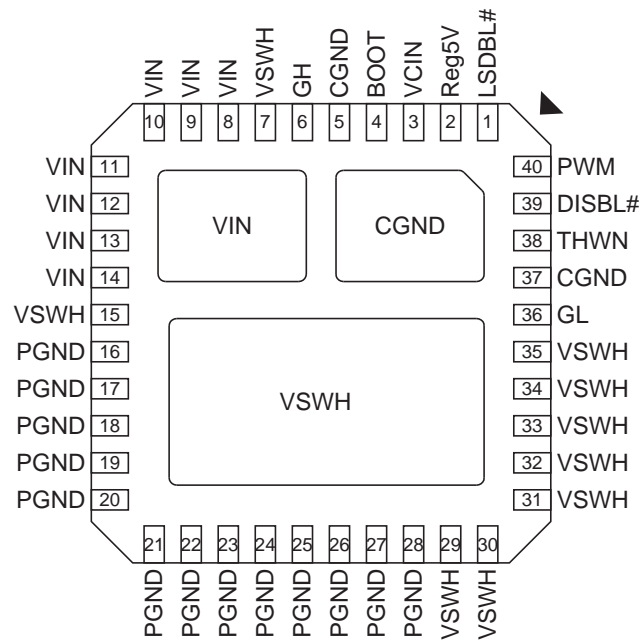 VIN
VIN
VIN
VSWH
GH
CGND
BOOT
VCIN
Reg5V
LSDBL#
10
9
8
7
6
5
4
3
2
1
VIN 11
VIN 12
VIN 13
VIN 14
VSWH 15
PGND 16
PGND 17
PGND 18
PGND 19
PGND 20
VIN
CGND
VSWH
40 PWM
39 DISBL#
38 THWN
37 CGND
36 GL
35 VSWH
34 VSWH
33 VSWH
32 VSWH
31 VSWH
21
22
23
24
25
26
27
28
29
30
PGND
PGND
PGND
PGND
PGND
PGND
PGND
PGND
VSWH
VSWH